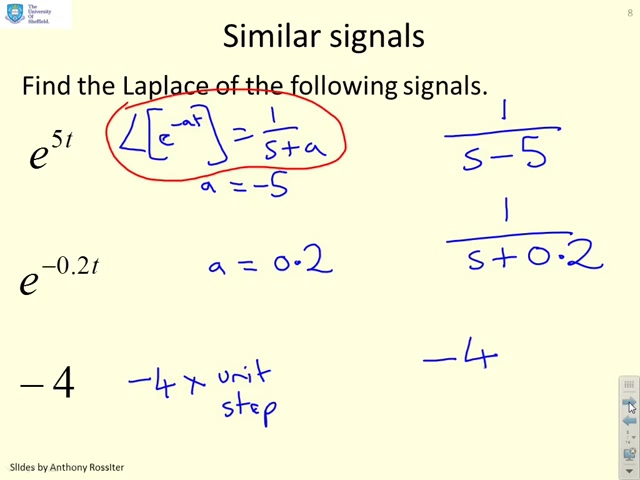 The
University
Of
Sheffield.
8
Similar signals
Find the Laplace of the following signals.
e^{5t} L[e^{-at}] = 1/(s+a) 1/(s-5)
a = -5
e^{-0.2t} a = 0.2 1/(s+0.2)
-4 -4 × unit step -4
Slides by Anthony Rossiter